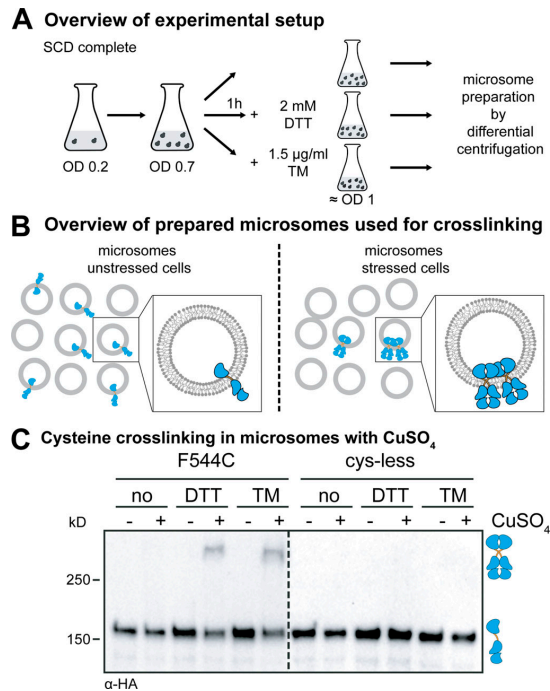 A Overview of experimental setup
SCD complete
OD 0.2
OD 0.7
1h
+ 2 mM
DTT
+ 1.5 µg/ml
TM
≈ OD 1
microsome
preparation
by
differential
centrifugation
B Overview of prepared microsomes used for crosslinking
microsomes
unstressed cells
microsomes
stressed cells
C Cysteine crosslinking in microsomes with CuSO4
F544C cys-less
no DTT TM no DTT TM
kD - + - + - + - + - + - + CuSO4
250
150
α-HA